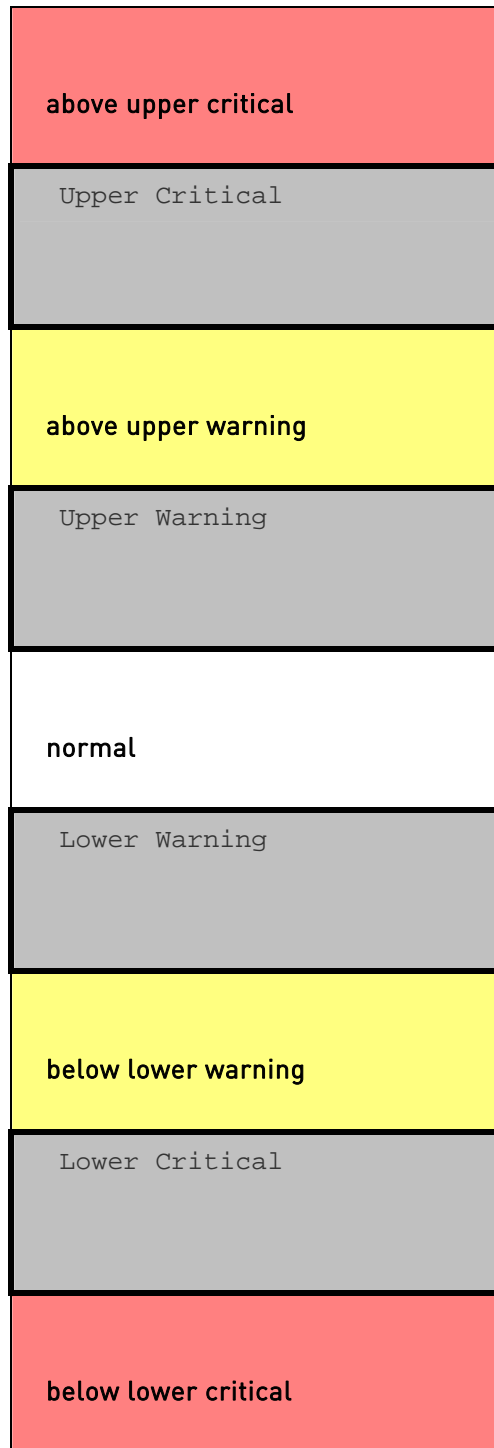 above upper critical
Upper Critical
above upper warning
Upper Warning
normal
Lower Warning
below lower warning
Lower Critical
below lower critical